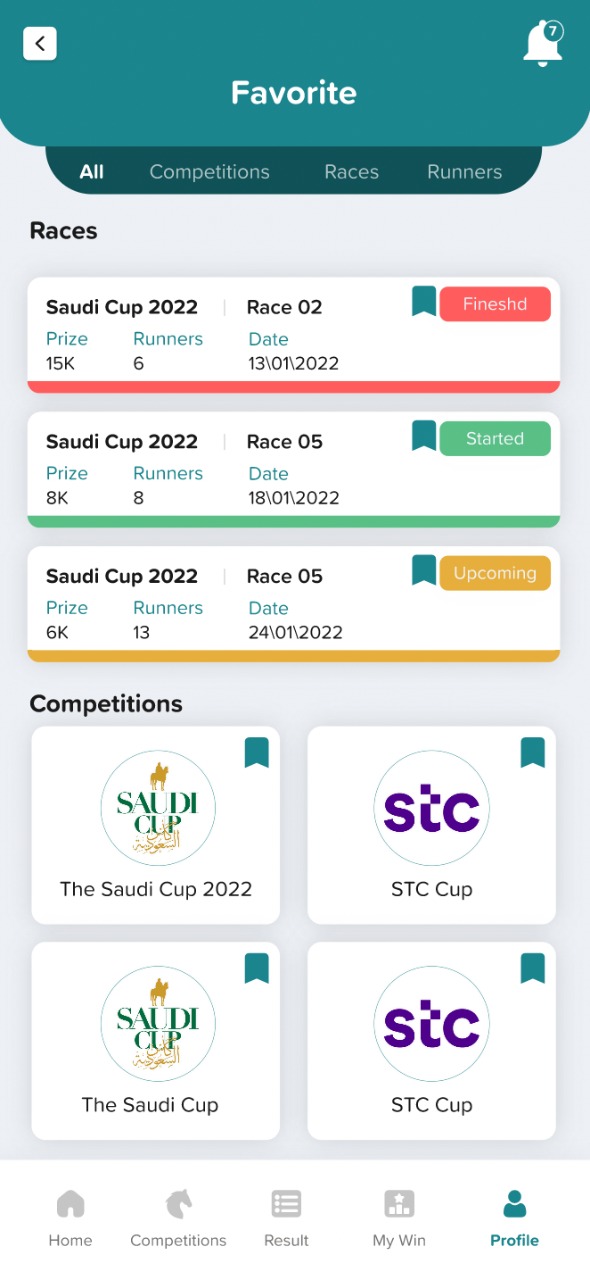 7
Favorite
All Competitions Races Runners
Races
Saudi Cup 2022 | Race 02 Fineshd
Prize Runners Date
15K 6 13\01\2022
Saudi Cup 2022 | Race 05 Started
Prize Runners Date
8K 8 18\01\2022
Saudi Cup 2022 | Race 05 Upcoming
Prize Runners Date
6K 13 24\01\2022
Competitions
SAUDI
CUP
كأس
السعودية
The Saudi Cup 2022
stc
STC Cup
SAUDI
CUP
كأس
السعودية
The Saudi Cup
stc
STC Cup
Home Competitions Result My Win Profile